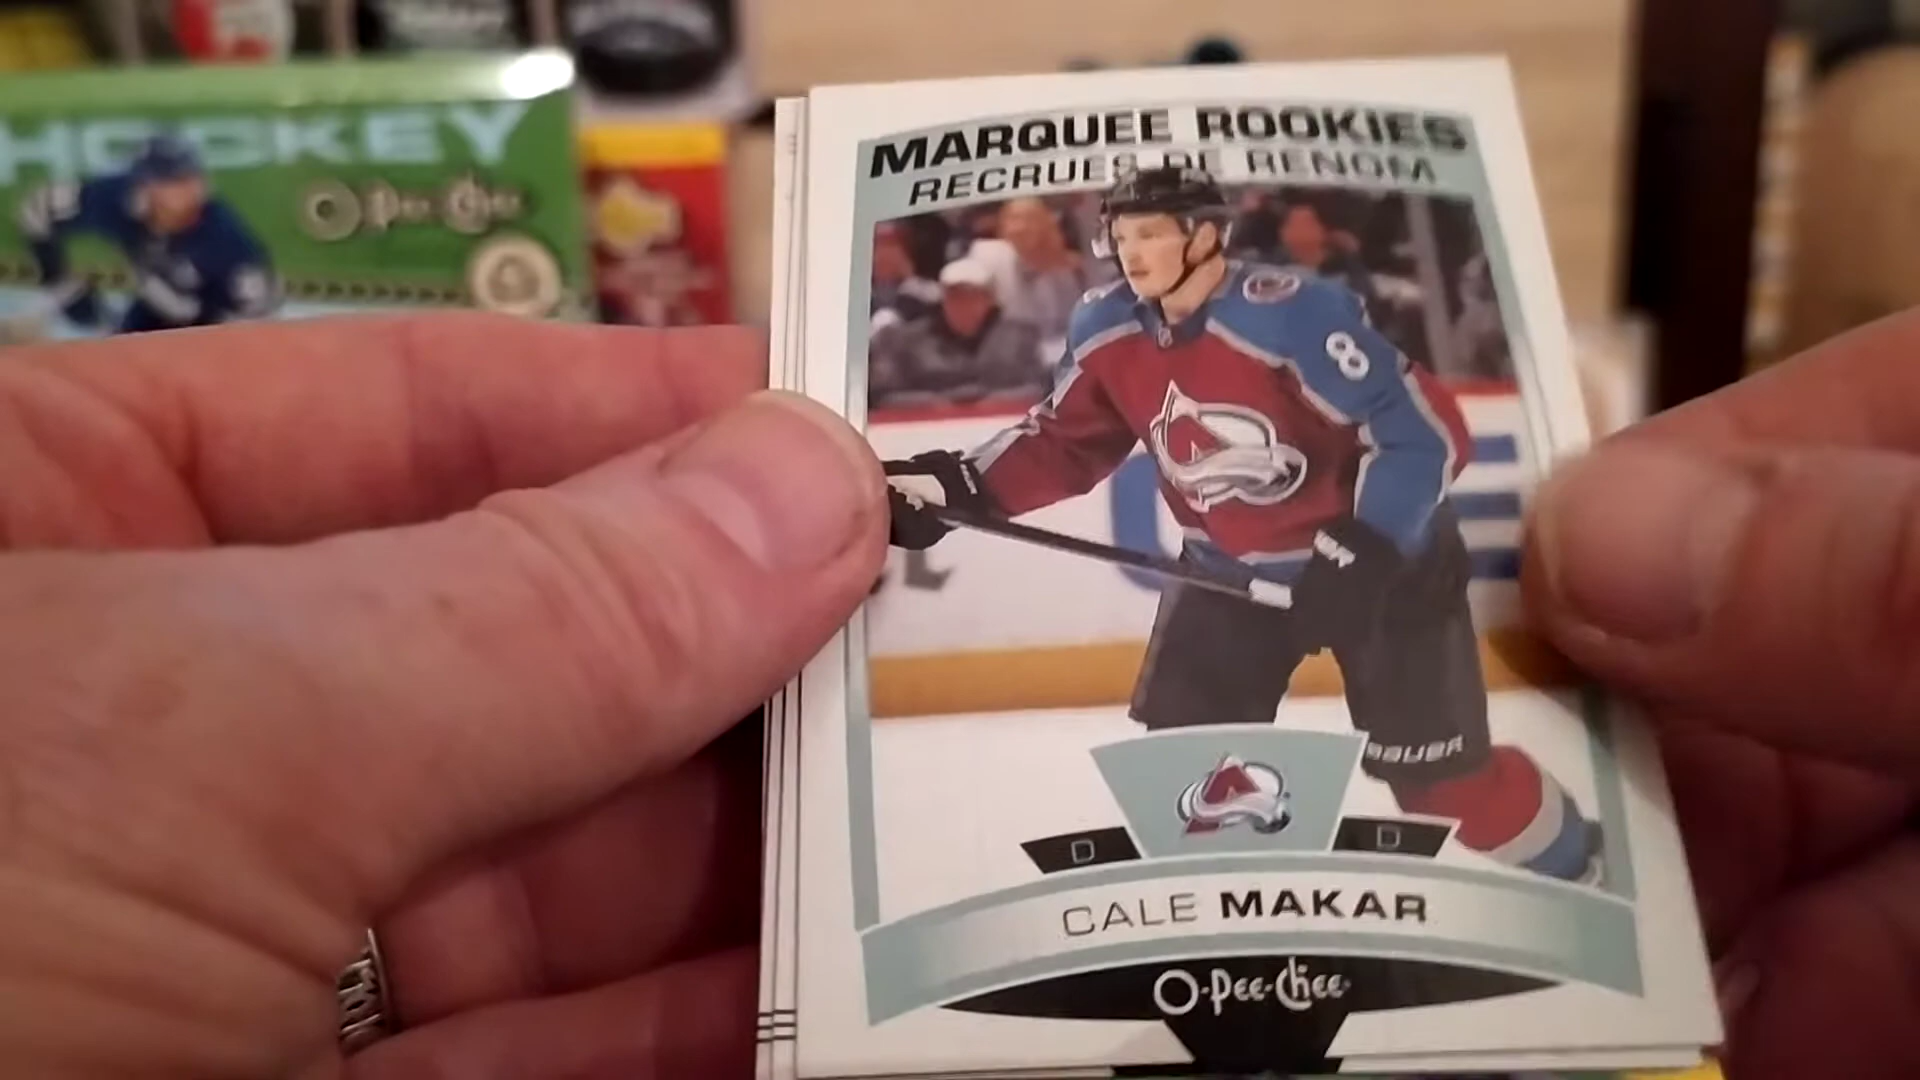 HOCKEY
O-Pee-Chee
MARQUEE ROOKIES
RECRUES DE RENOM
8
BAUER
D
D
CALE MAKAR
O-Pee-Chee